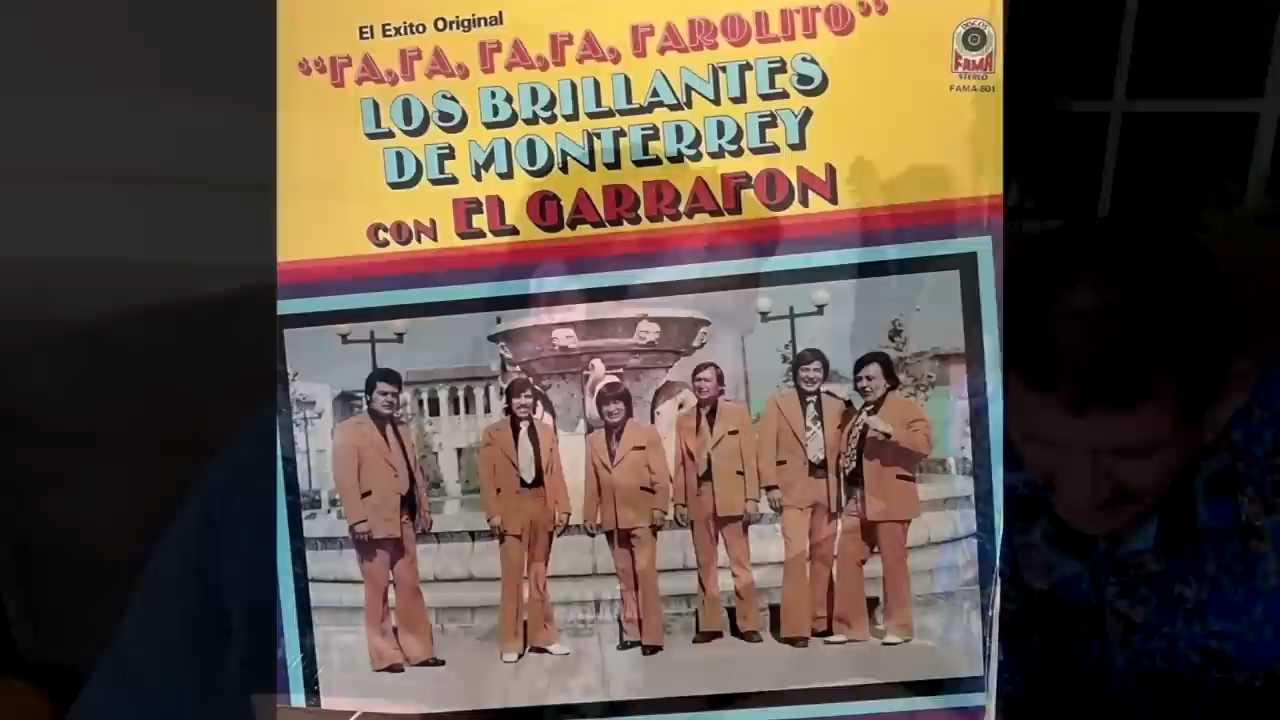 El Exito Original
“FA,FA, FA,FA, FAROLITO”
LOS BRILLANTES
DE MONTERREY
CON EL GARRAFON
DISCOS
FAMA
STEREO
FAMA-601